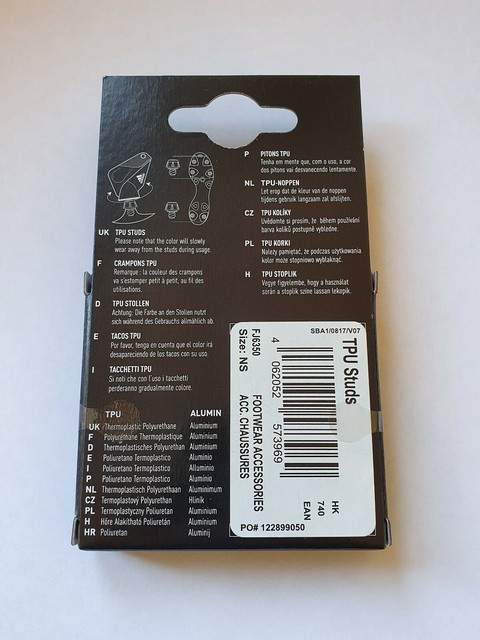 UK TPU STUDS
Please note that the color will slowly
wear away from the studs during usage.
F CRAMPONS TPU
Remarque : la couleur des crampons
va s'estomper petit à petit, au fil des
utilisations.
D TPU STOLLEN
Achtung: Die Farbe an den Stollen nutzt
sich während des Gebrauchs allmählich ab.
E TACOS TPU
Por favor, tenga en cuenta que el color irá
desapareciendo de los tacos con su uso.
I TACCHETTI TPU
Si noti che con l'uso i tacchetti
perderanno gradualmente colore.
P PITONS TPU
Tenha em mente que, com o uso, a cor
dos pitons vai desvanecendo lentamente.
NL TPU-NOPPEN
Let erop dat de kleur van de noppen
tijdens gebruik langzaam zal afslijten.
CZ TPU KOLÍKY
Uvědomte si prosím, že během používání
barva kolíků postupně vybledne.
PL TPU KORKI
Należy pamiętać, że podczas użytkowania
kolor może stopniowo wyblaknąć.
H TPU STOPLIK
Vegye figyelembe, hogy a használat
során a stoplik színe lassan lekopik.
TPU ALUMIN
UK Thermoplastic Polyurethane Aluminium
F Polyurethane Thermoplastique Aluminium
D Thermoplastisches Polyurethan Aluminium
E Poliuretano Termoplastico Aluminio
I Poliuretano Termoplastico Alluminio
P Poliuretano Termoplastico Aluminio
NL Thermoplastisch Polyurethaan Aluminimum
CZ Termoplastový Polyurethan Hliník
PL Termoplastyczny Poliuretan Aluminium
H Hőre Alakítható Poliuretán Aluminium
HR Poliuretan Aluminij
SBA1/0817/V07
TPU Studs
4 062052 573969
FJ6350
Size: NS
FOOTWEAR ACCESSORIES
ACC. CHAUSSURES
HK
740
EAN
PO# 122899050